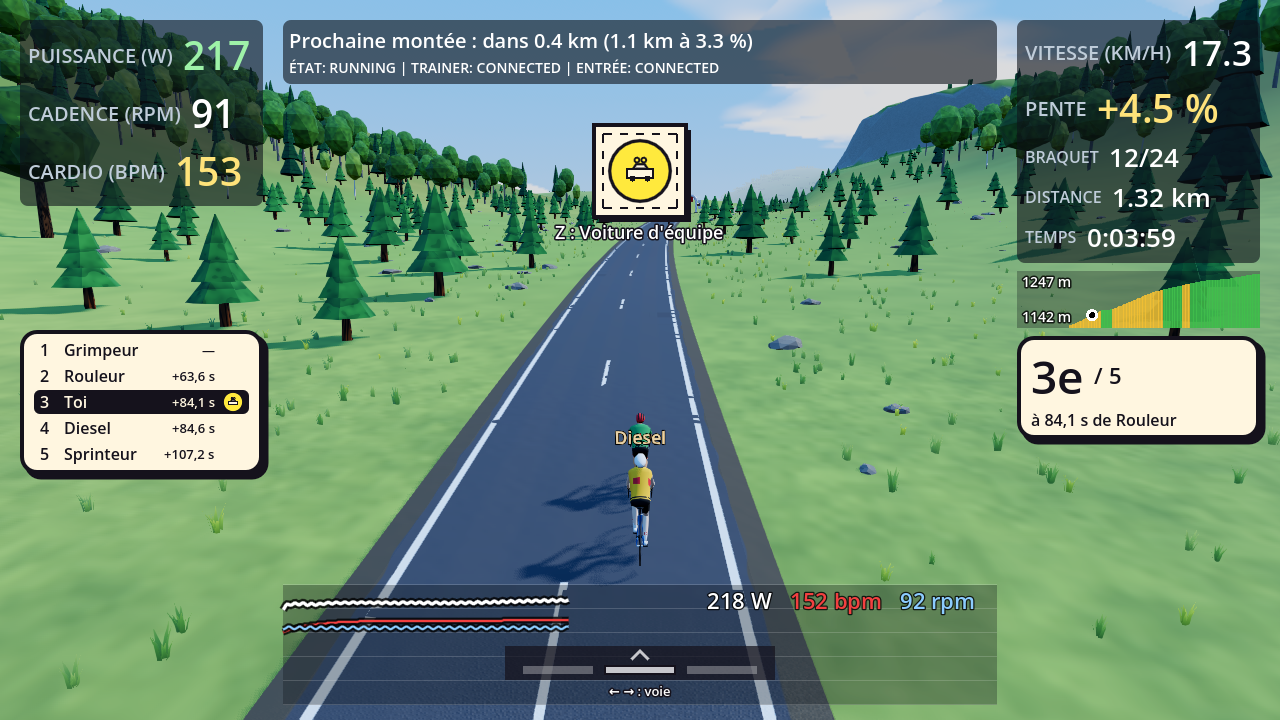 PUISSANCE (W) 217
CADENCE (RPM) 91
CARDIO (BPM) 153
Prochaine montée : dans 0.4 km (1.1 km à 3.3 %)
ÉTAT: RUNNING | TRAINER: CONNECTED | ENTRÉE: CONNECTED
VITESSE (KM/H) 17.3
PENTE +4.5 %
BRAQUET 12/24
DISTANCE 1.32 km
TEMPS 0:03:59
1247 m
1142 m
Z : Voiture d'équipe
1 Grimpeur —
2 Rouleur +63,6 s
3 Toi +84,1 s
4 Diesel +84,6 s
5 Sprinteur +107,2 s
3e / 5
à 84,1 s de Rouleur
Diesel
218 W 152 bpm 92 rpm
← → : voie